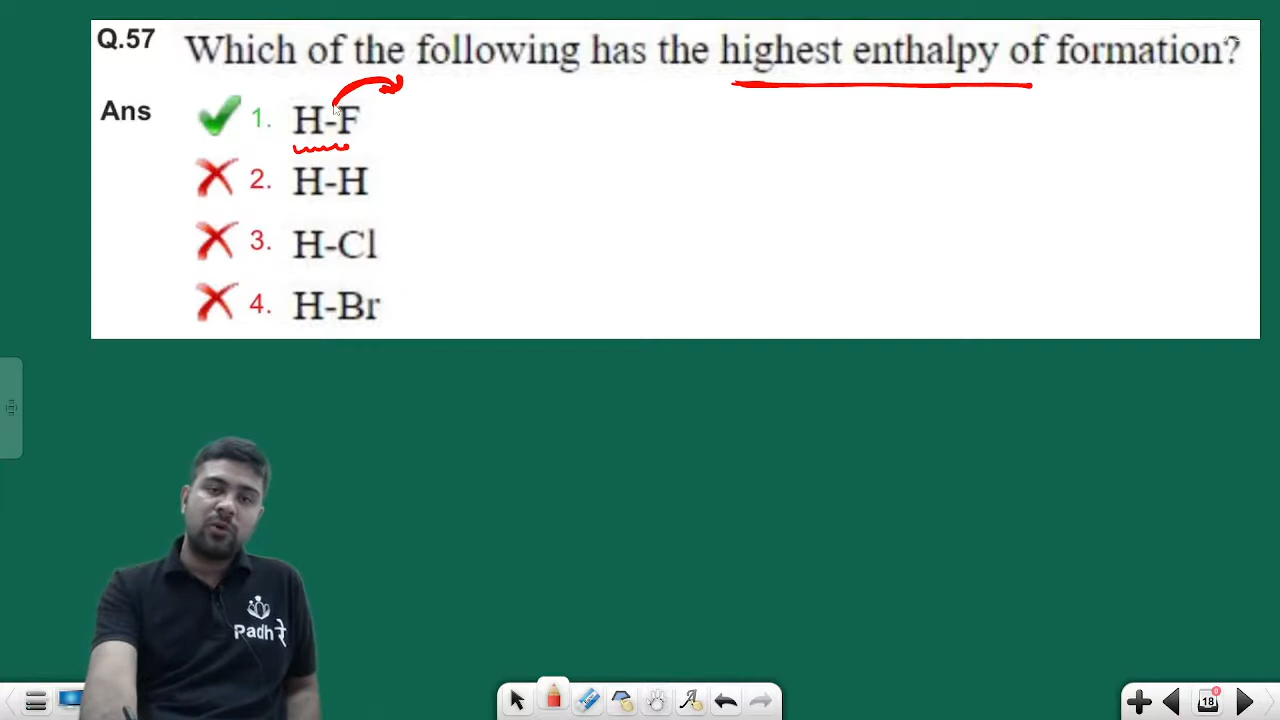 Q.57 Which of the following has the highest enthalpy of formation?
Ans 1. H-F
2. H-H
3. H-Cl
4. H-Br
Padhरे
18